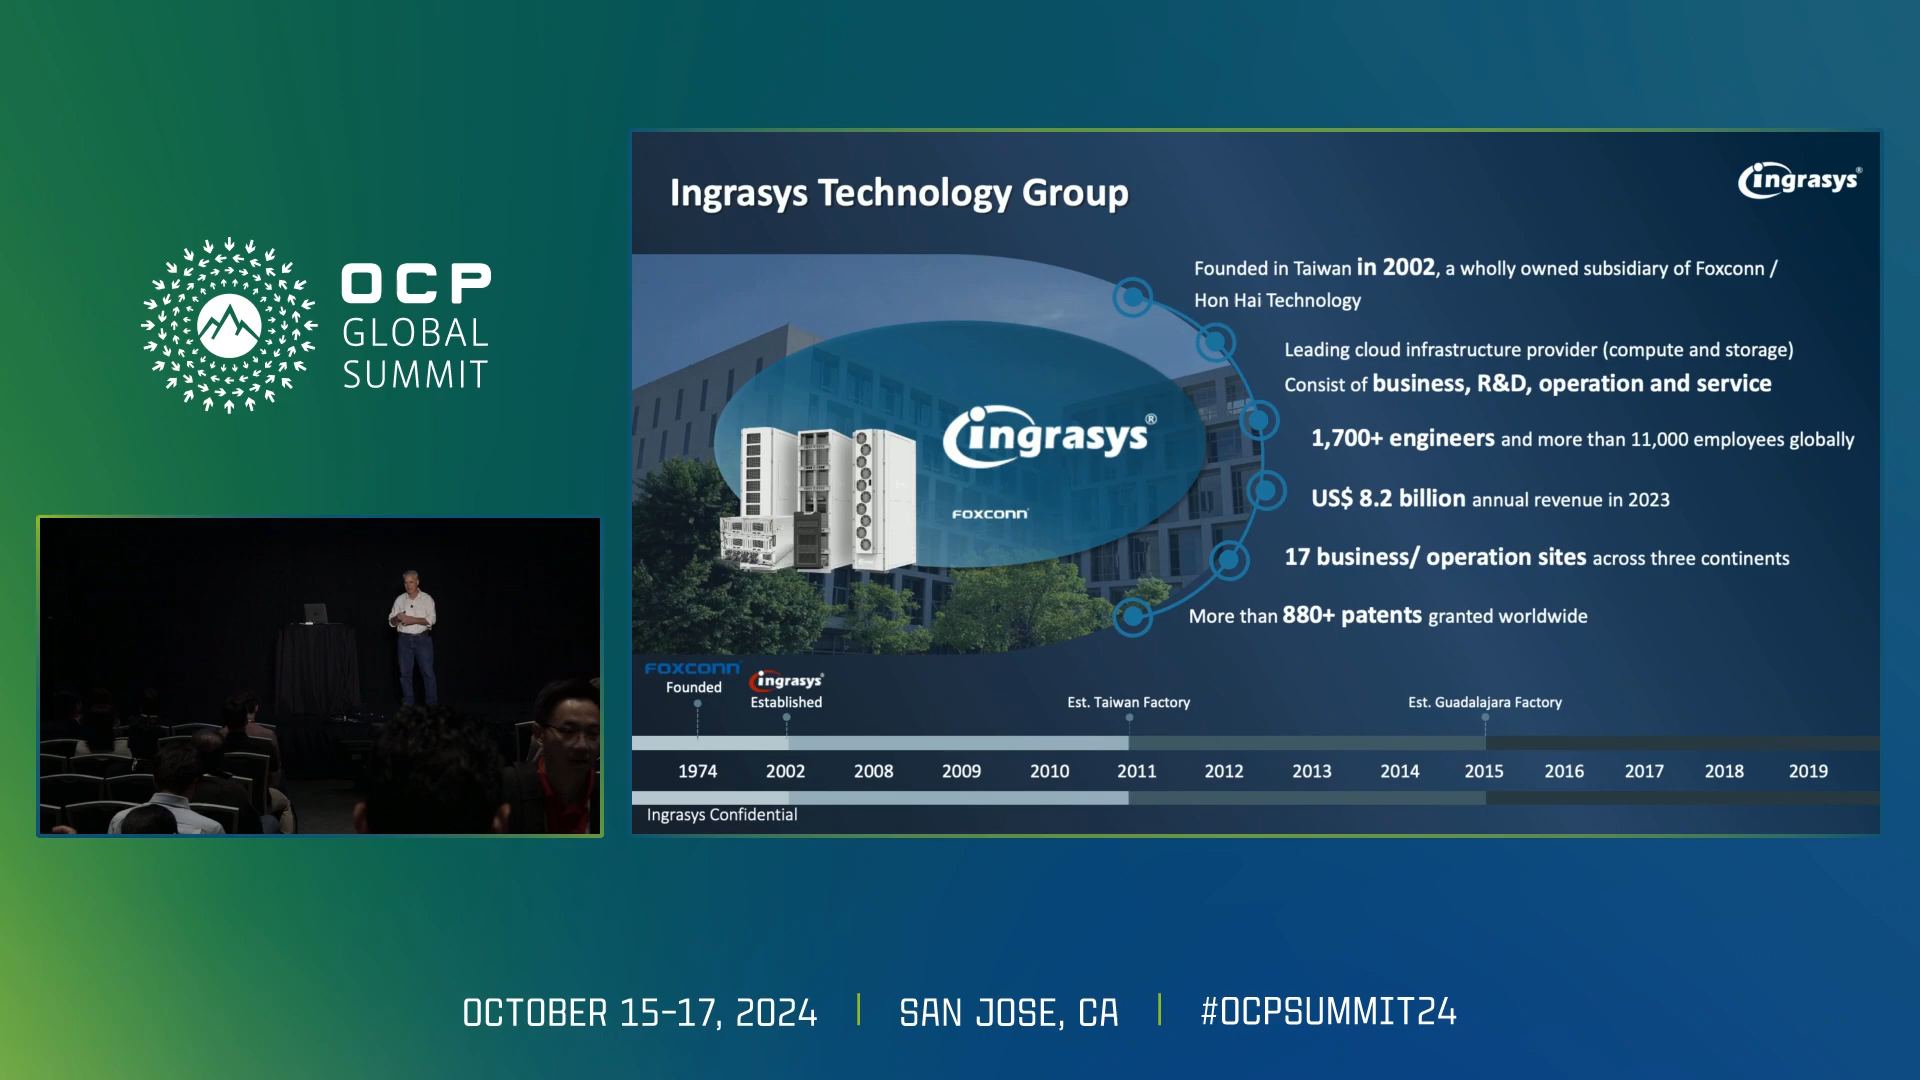 OCP
GLOBAL
SUMMIT
Ingrasys Technology Group
ingrasys®
Founded in Taiwan in 2002, a wholly owned subsidiary of Foxconn /
Hon Hai Technology
Leading cloud infrastructure provider (compute and storage)
Consist of business, R&D, operation and service
1,700+ engineers and more than 11,000 employees globally
US$ 8.2 billion annual revenue in 2023
17 business/ operation sites across three continents
More than 880+ patents granted worldwide
ingrasys®
FOXCONN
FOXCONN
Founded
ingrasys
Established
Est. Taiwan Factory
Est. Guadalajara Factory
1974 2002 2008 2009 2010 2011 2012 2013 2014 2015 2016 2017 2018 2019
Ingrasys Confidential
OCTOBER 15-17, 2024 | SAN JOSE, CA | #OCPSUMMIT24